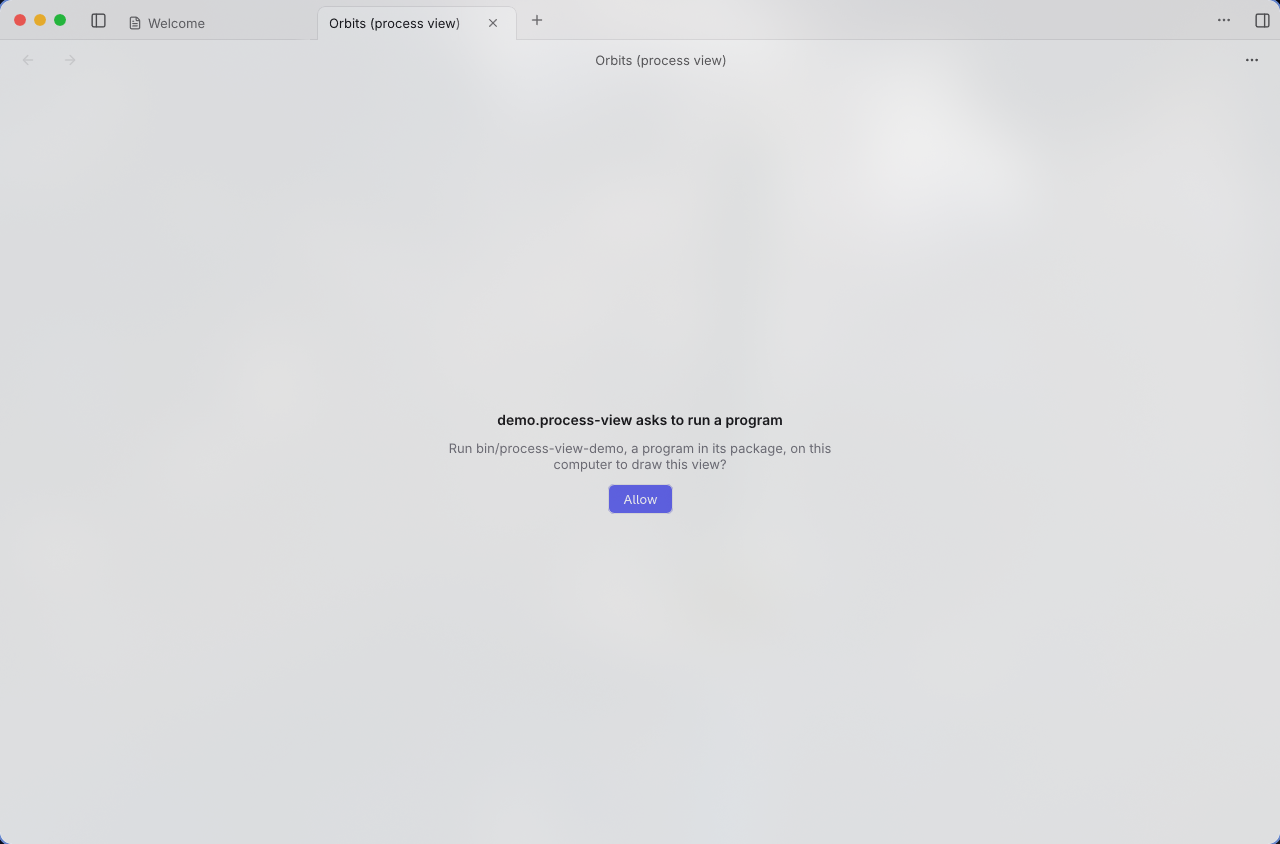 Welcome
Orbits (process view)
Orbits (process view)
demo.process-view asks to run a program
Run bin/process-view-demo, a program in its package, on this
computer to draw this view?
Allow